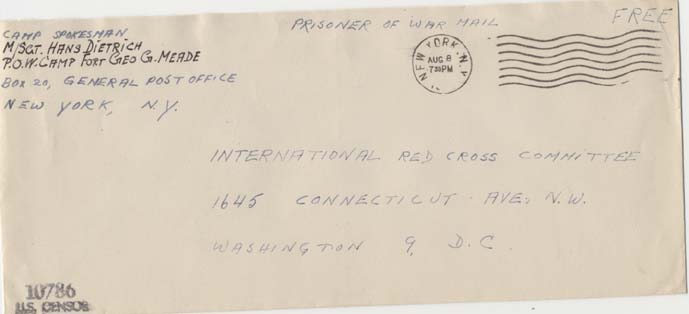 CAMP SPOKESMAN
M/SGT. HANS DIETRICH
P.O.W. CAMP FORT GEO G. MEADE
BOX 20, GENERAL POST OFFICE
NEW YORK, N.Y.
PRISONER OF WAR MAIL
FREE
NEW YORK, N.Y.
AUG 8
7 30 PM
INTERNATIONAL RED CROSS COMMITTEE
1645 CONNECTICUT AVE. N.W.
WASHINGTON 9, D.C.
10786
U.S. CENSOR